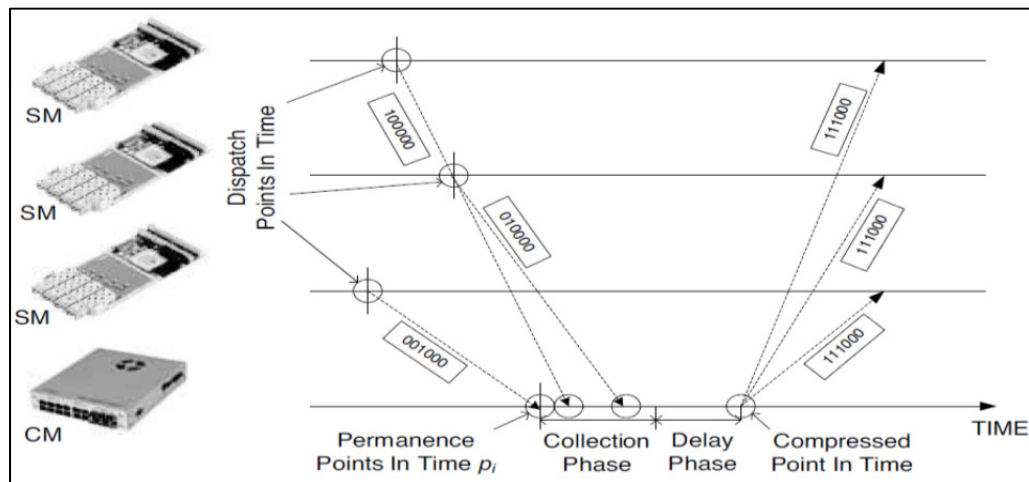 SM
SM
SM
CM
Dispatch
Points In Time
100000
010000
001000
111000
111000
111000
TIME
Permanence
Points In Time pi
Collection
Phase
Delay
Phase
Compressed
Point In Time